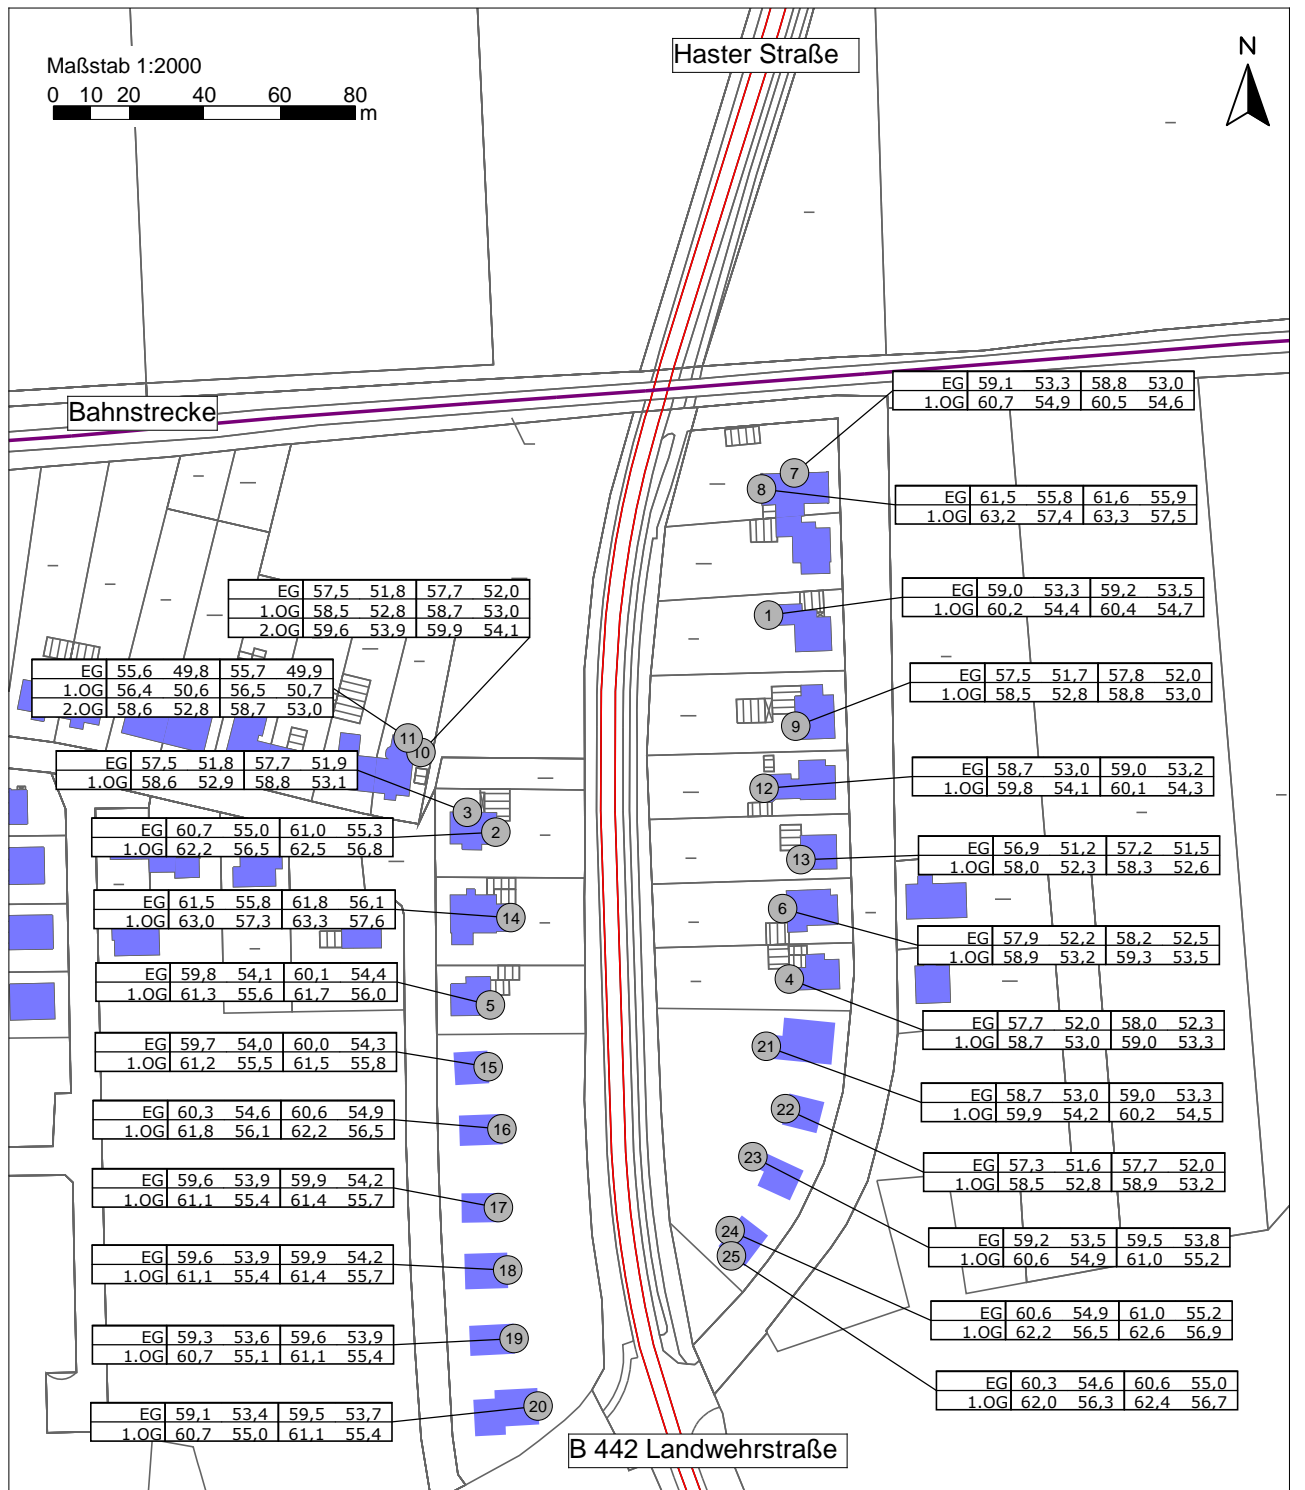 Haster Straße
N
Maßstab 1:2000
0 10 20 40 60 80
m
Bahnstrecke
EG 59,1 53,3 58,8 53,0
1.OG 60,7 54,9 60,5 54,6
7
8
EG 61,5 55,8 61,6 55,9
1.OG 63,2 57,4 63,3 57,5
EG 57,5 51,8 57,7 52,0
1.OG 58,5 52,8 58,7 53,0
2.OG 59,6 53,9 59,9 54,1
EG 59,0 53,3 59,2 53,5
1.OG 60,2 54,4 60,4 54,7
1
EG 55,6 49,8 55,7 49,9
1.OG 56,4 50,6 56,5 50,7
2.OG 58,6 52,8 58,7 53,0
EG 57,5 51,7 57,8 52,0
1.OG 58,5 52,8 58,8 53,0
9
11
10
EG 57,5 51,8 57,7 51,9
1.OG 58,6 52,9 58,8 53,1
EG 58,7 53,0 59,0 53,2
1.OG 59,8 54,1 60,1 54,3
12
3
2
EG 60,7 55,0 61,0 55,3
1.OG 62,2 56,5 62,5 56,8
EG 56,9 51,2 57,2 51,5
1.OG 58,0 52,3 58,3 52,6
13
EG 61,5 55,8 61,8 56,1
1.OG 63,0 57,3 63,3 57,6
14
6
EG 57,9 52,2 58,2 52,5
1.OG 58,9 53,2 59,3 53,5
EG 59,8 54,1 60,1 54,4
1.OG 61,3 55,6 61,7 56,0
5
4
EG 57,7 52,0 58,0 52,3
1.OG 58,7 53,0 59,0 53,3
EG 59,7 54,0 60,0 54,3
1.OG 61,2 55,5 61,5 55,8
15
21
EG 58,7 53,0 59,0 53,3
1.OG 59,9 54,2 60,2 54,5
EG 60,3 54,6 60,6 54,9
1.OG 61,8 56,1 62,2 56,5
16
22
EG 57,3 51,6 57,7 52,0
1.OG 58,5 52,8 58,9 53,2
EG 59,6 53,9 59,9 54,2
1.OG 61,1 55,4 61,4 55,7
17
23
EG 59,2 53,5 59,5 53,8
1.OG 60,6 54,9 61,0 55,2
EG 59,6 53,9 59,9 54,2
1.OG 61,1 55,4 61,4 55,7
18
24
25
EG 60,6 54,9 61,0 55,2
1.OG 62,2 56,5 62,6 56,9
EG 59,3 53,6 59,6 53,9
1.OG 60,7 55,1 61,1 55,4
19
EG 60,3 54,6 60,6 55,0
1.OG 62,0 56,3 62,4 56,7
EG 59,1 53,4 59,5 53,7
1.OG 60,7 55,0 61,1 55,4
20
B 442 Landwehrstraße